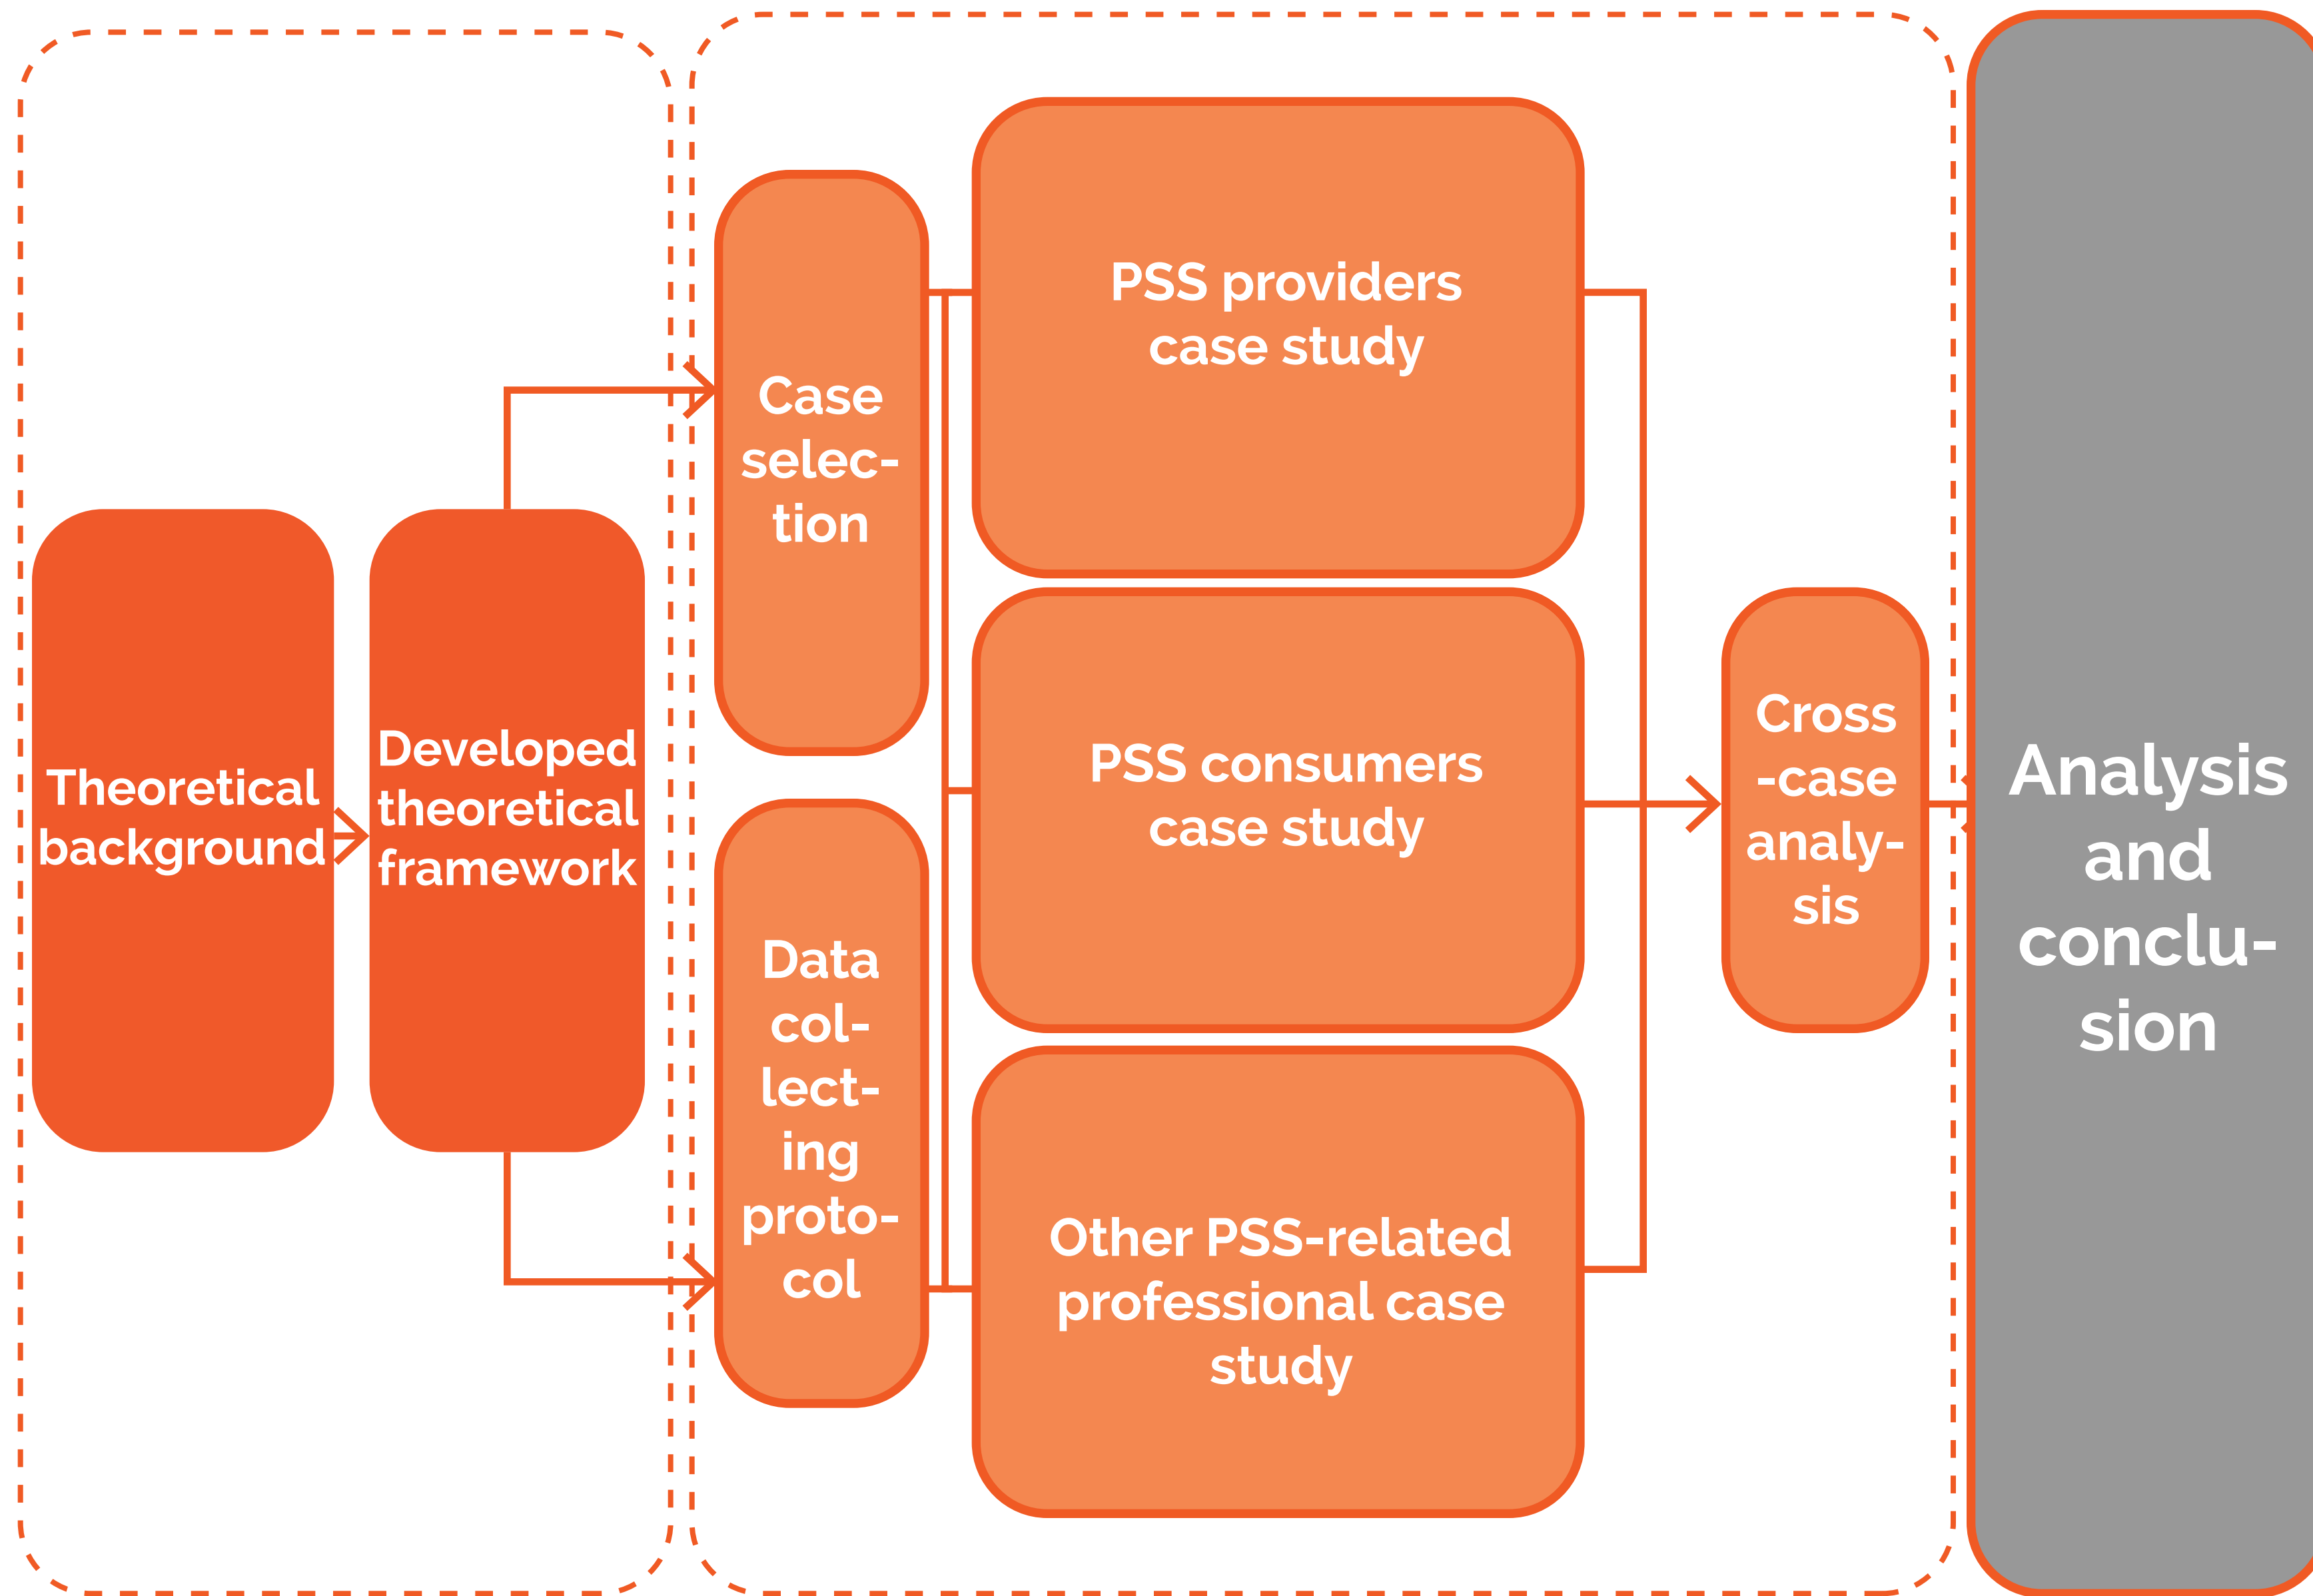 Theoretical
background
Developed
theoretical
framework
Case
selec-
tion
Data
col-
lect-
ing
proto-
col
PSS providers
case study
PSS consumers
case study
Other PSS-related
professional case
study
Cross
-case
analy-
sis
Analysis
and
conclu-
sion